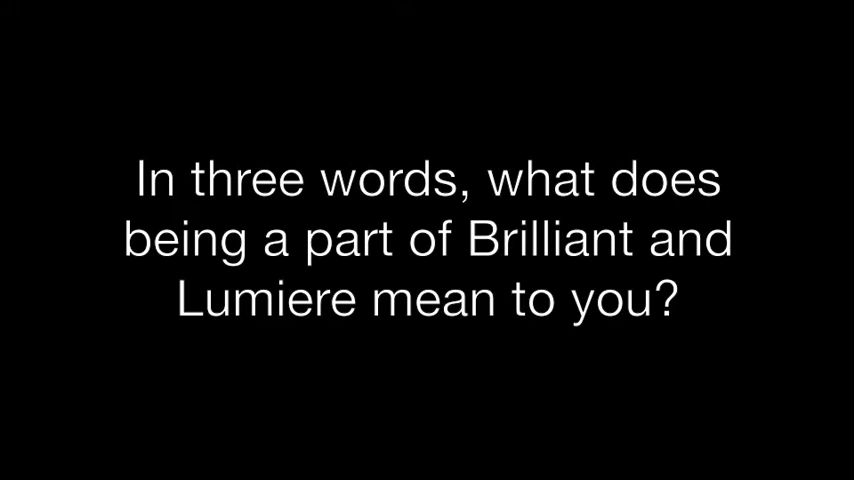 In three words, what does
being a part of Brilliant and
Lumiere mean to you?